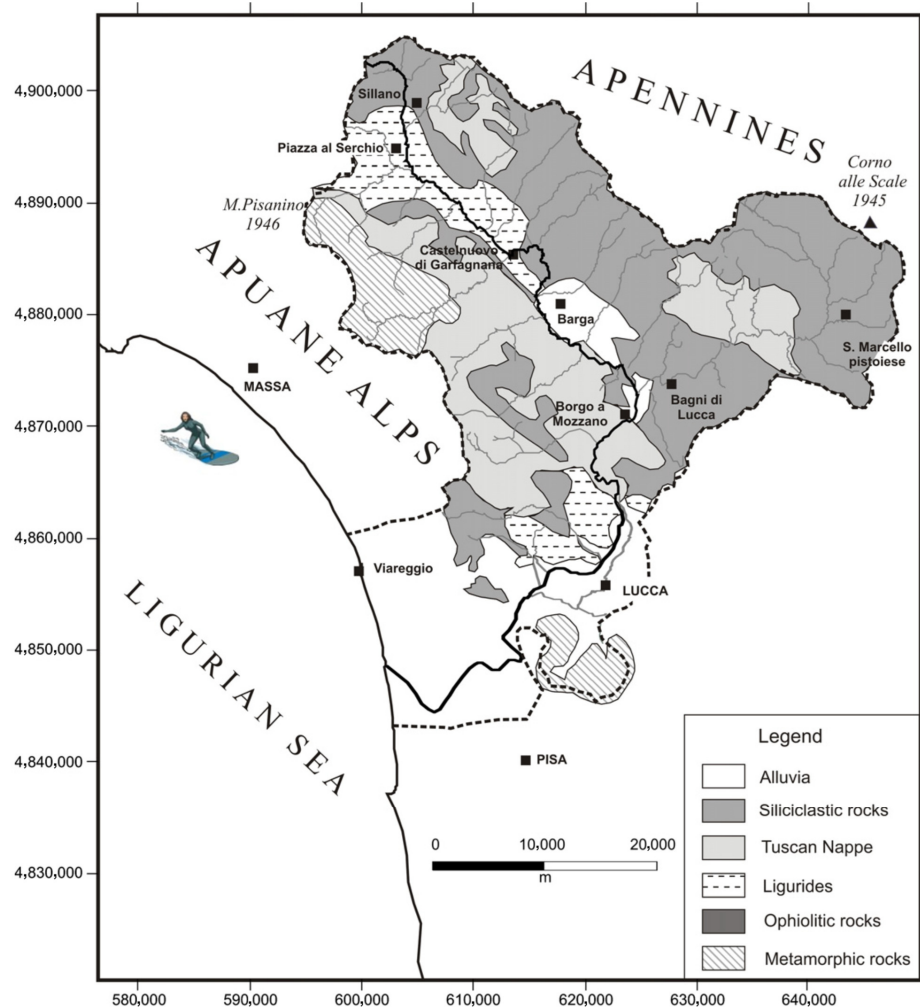 4,900,000
4,890,000
4,880,000
4,870,000
4,860,000
4,850,000
4,840,000
4,830,000
APENNINES
Sillano
Piazza al Serchio
Corno
alle Scale
1945
M.Pisanino
1946
Castelnuovo
di Garfagnana
APUANE ALPS
Barga
S. Marcello
pistoiese
MASSA
Bagni di
Lucca
Borgo a
Mozzano
Viareggio
LUCCA
LIGURIAN SEA
PISA
0 10,000 20,000
m
Legend
Alluvia
Siliciclastic rocks
Tuscan Nappe
Ligurides
Ophiolitic rocks
Metamorphic rocks
580,000 590,000 600,000 610,000 620,000 630,000 640,000